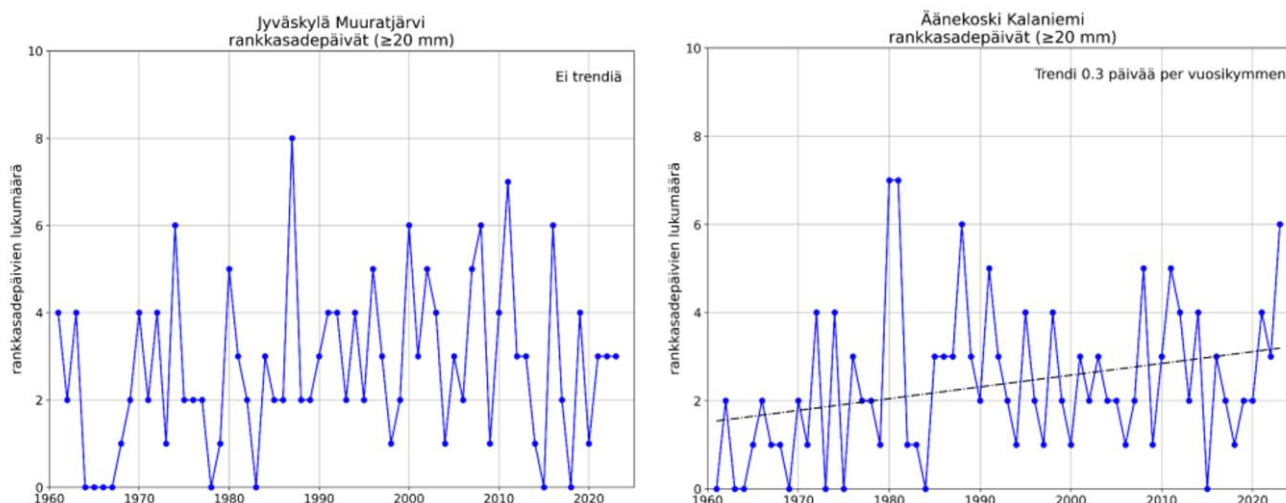 Jyväskylä Muuratjärvi
rankkasadepäivät (≥20 mm)
Ei trendiä
rankkasadepäivien lukumäärä
10
8
6
4
2
0
1960 1970 1980 1990 2000 2010 2020
Äänekoski Kalaniemi
rankkasadepäivät (≥20 mm)
Trendi 0.3 päivää per vuosikymmen
rankkasadepäivien lukumäärä
10
8
6
4
2
0
1960 1970 1980 1990 2000 2010 2020